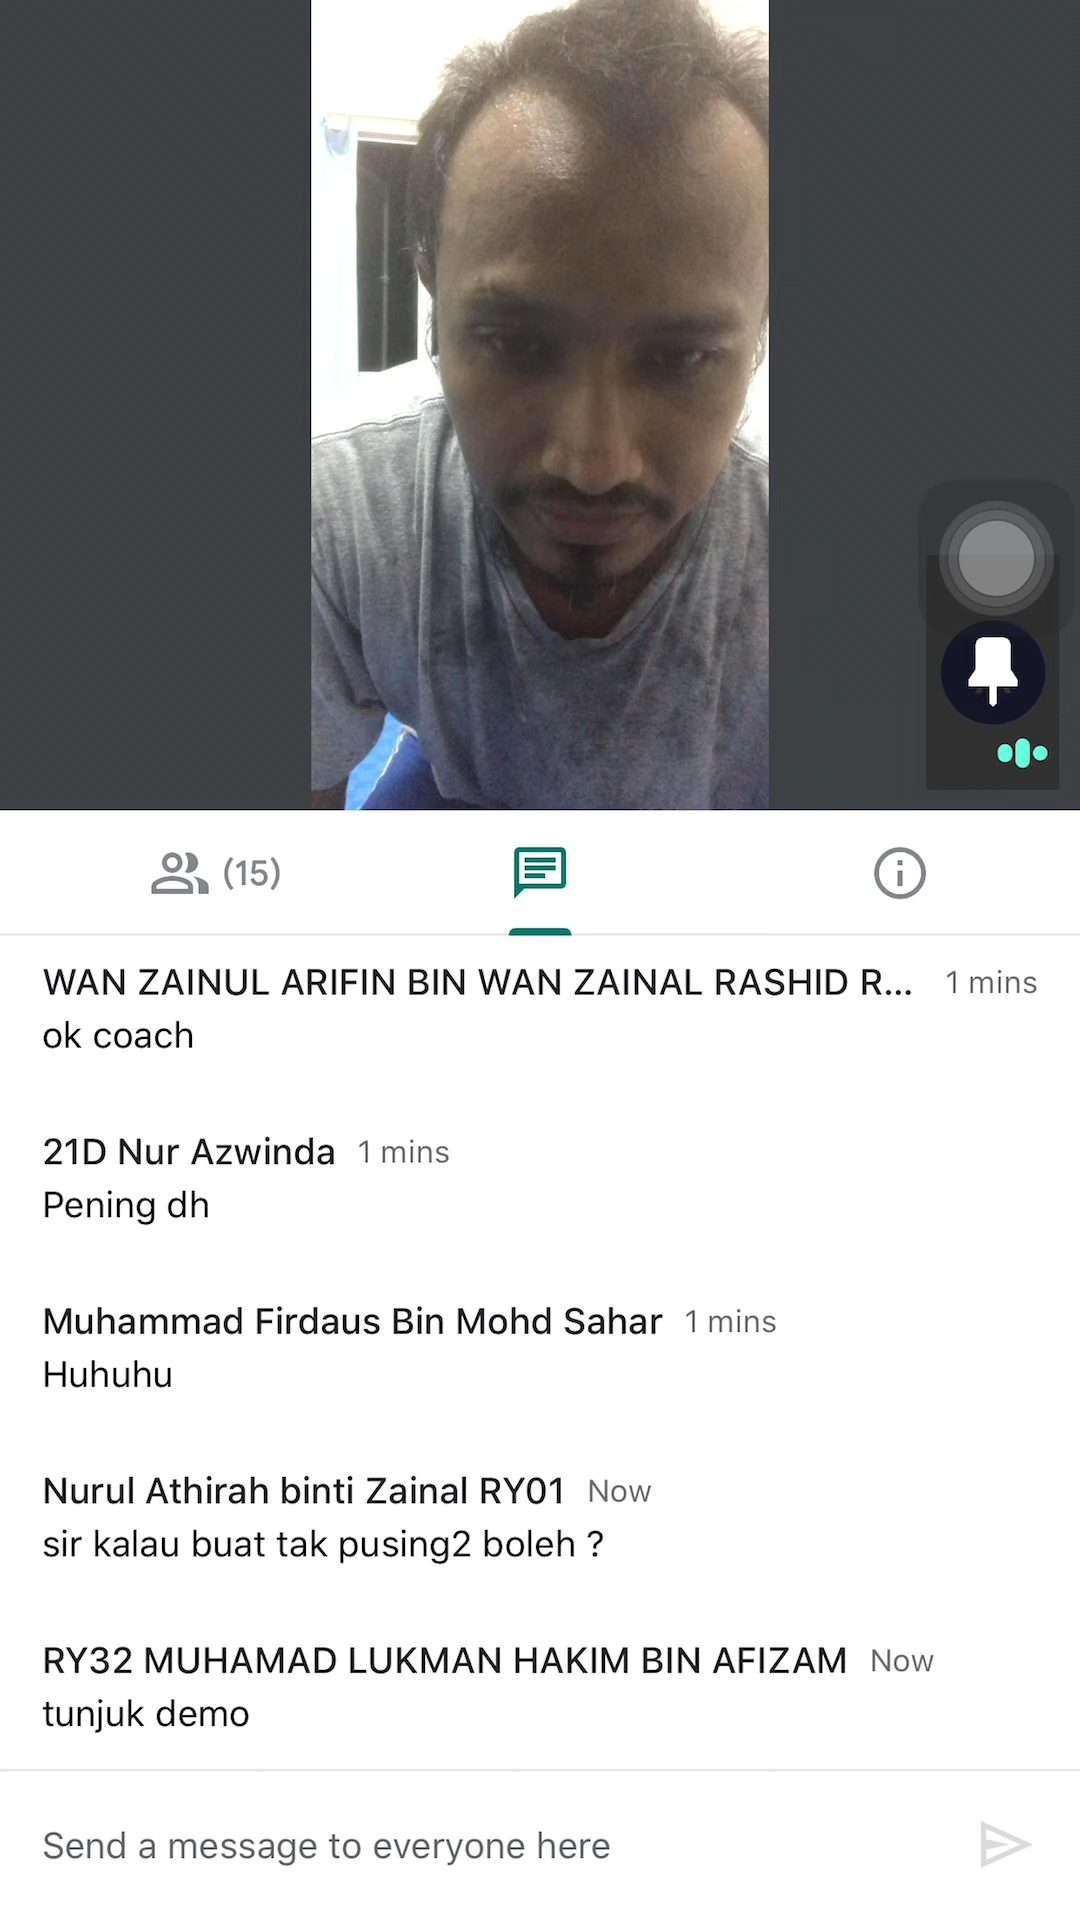 (15)
WAN ZAINUL ARIFIN BIN WAN ZAINAL RASHID R... 1 mins
ok coach
21D Nur Azwinda 1 mins
Pening dh
Muhammad Firdaus Bin Mohd Sahar 1 mins
Huhuhu
Nurul Athirah binti Zainal RY01 Now
sir kalau buat tak pusing2 boleh ?
RY32 MUHAMAD LUKMAN HAKIM BIN AFIZAM Now
tunjuk demo
Send a message to everyone here